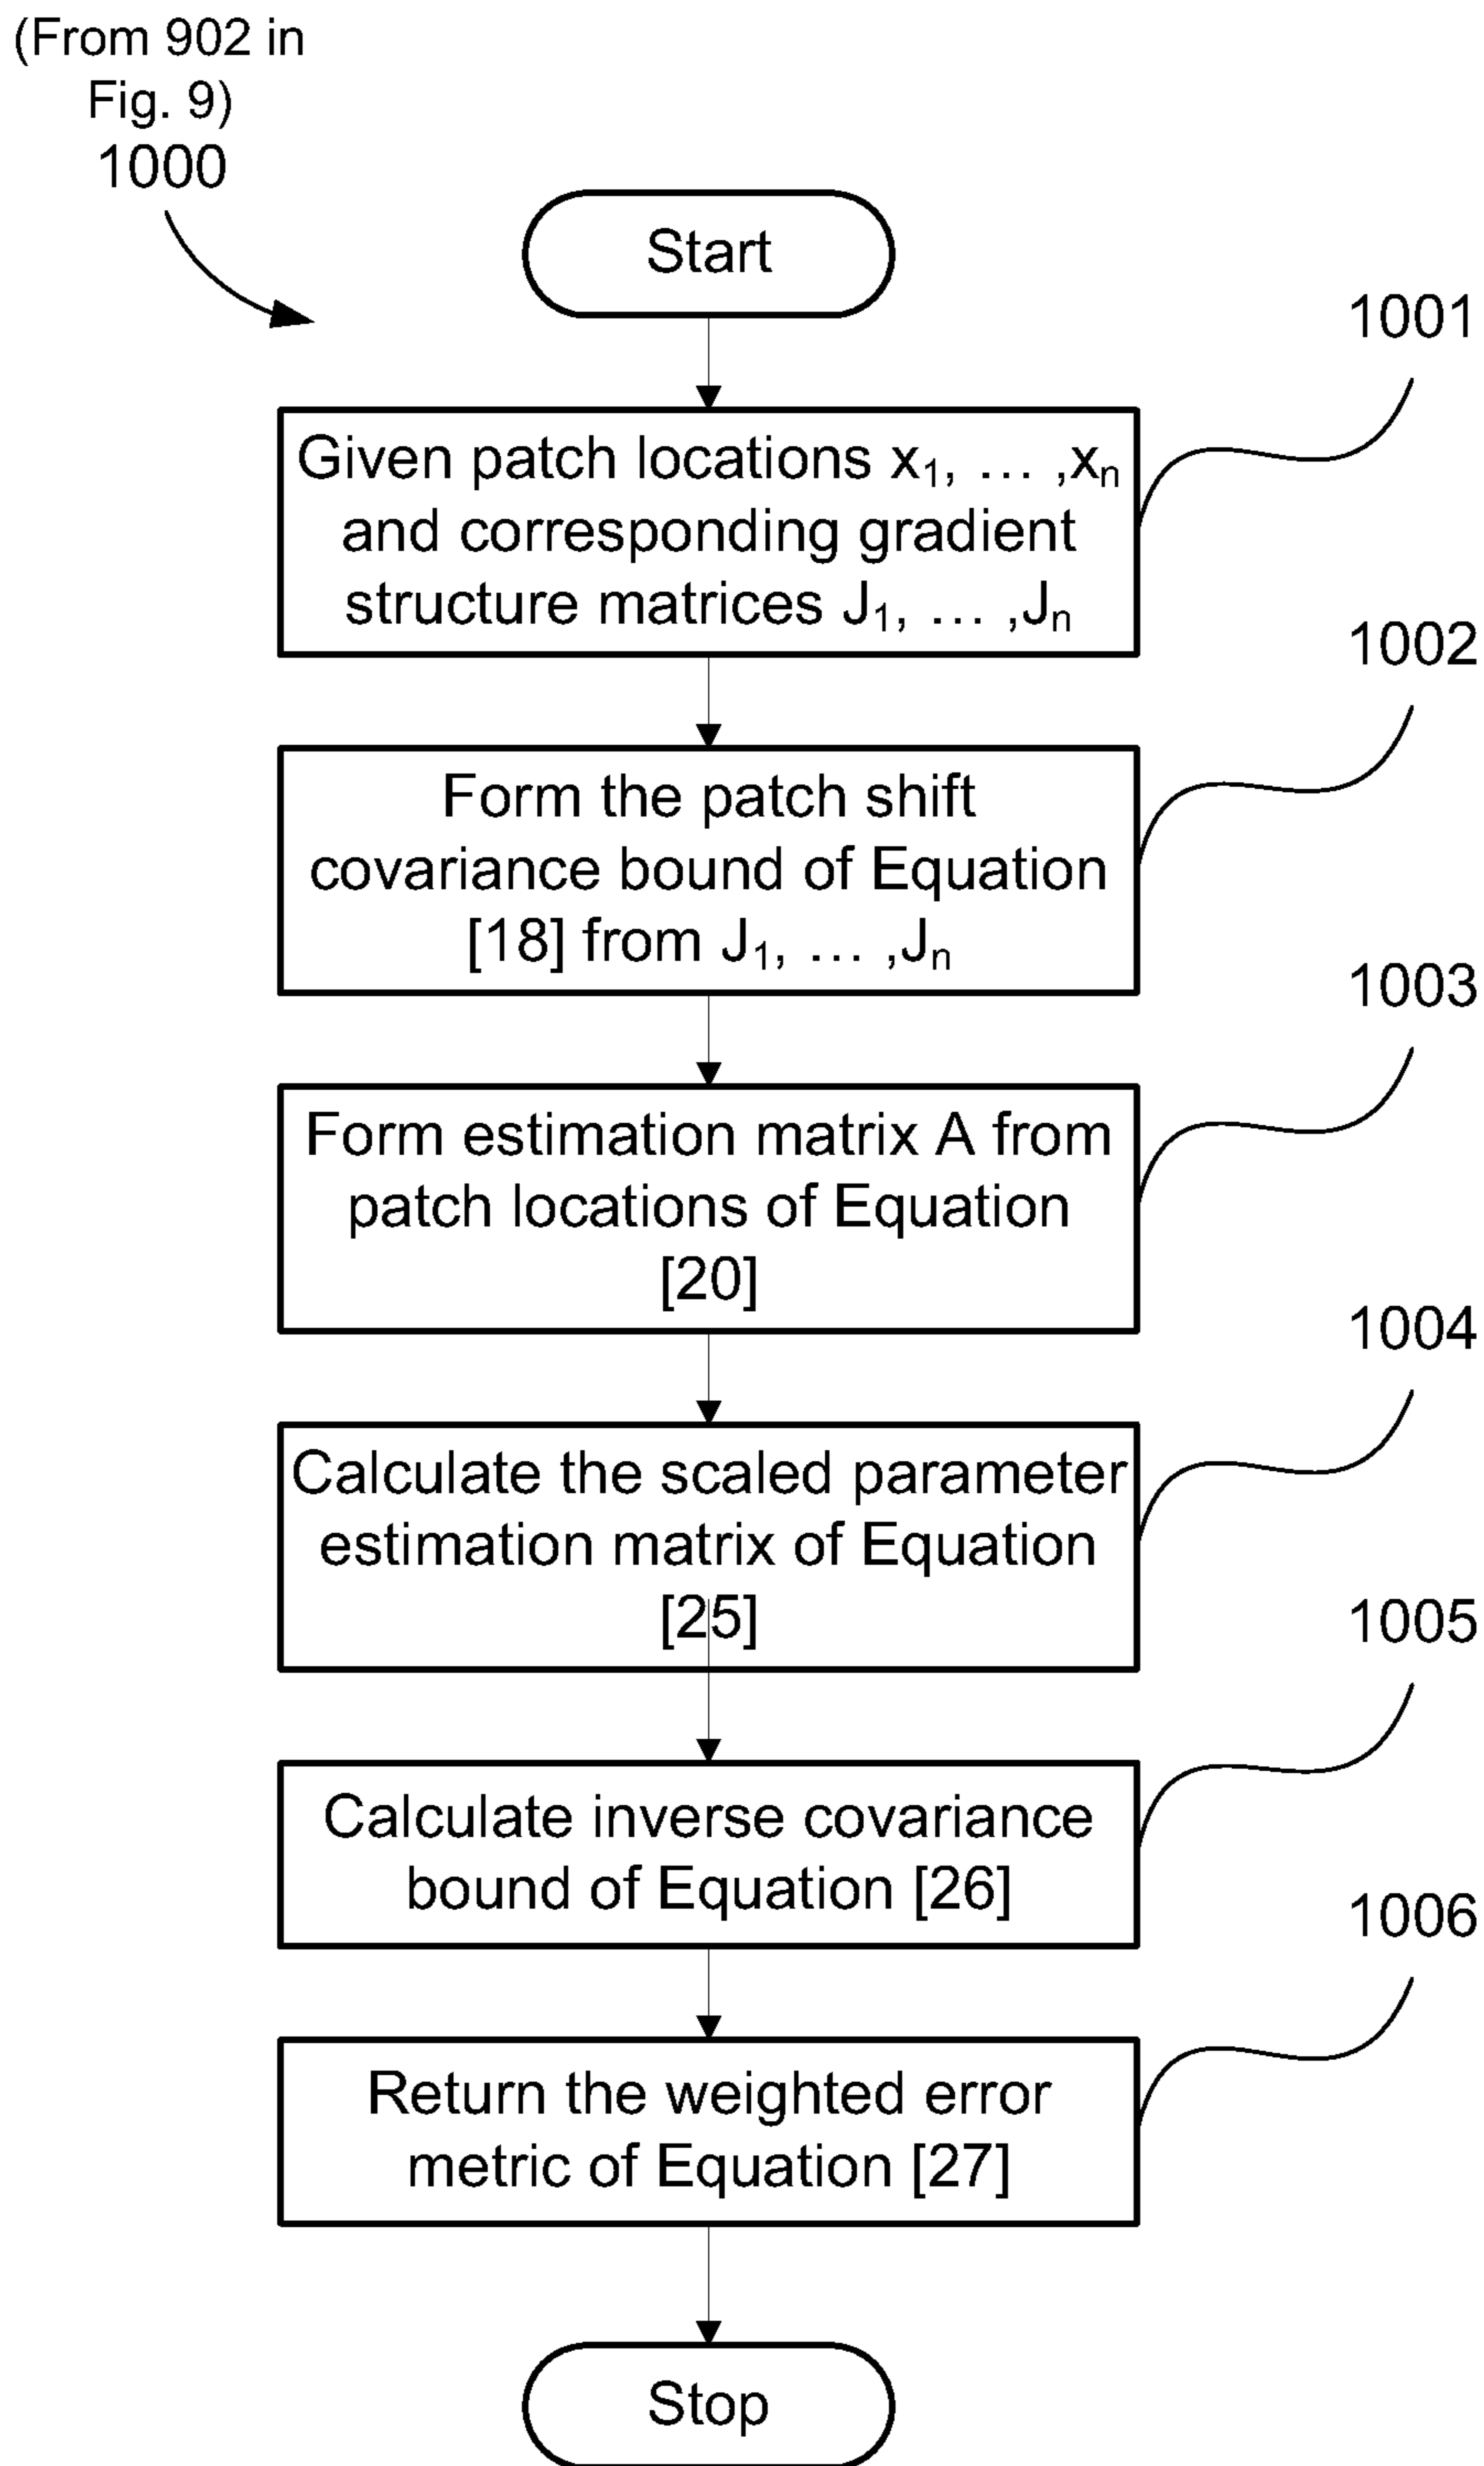 (From 902 in
Fig. 9)
1000
Start
1001
Given patch locations x₁, … ,xₙ
and corresponding gradient
structure matrices J₁, … ,Jₙ
1002
Form the patch shift
covariance bound of Equation
[18] from J₁, … ,Jₙ
1003
Form estimation matrix A from
patch locations of Equation
[20]
1004
Calculate the scaled parameter
estimation matrix of Equation
[25]
1005
Calculate inverse covariance
bound of Equation [26]
1006
Return the weighted error
metric of Equation [27]
Stop